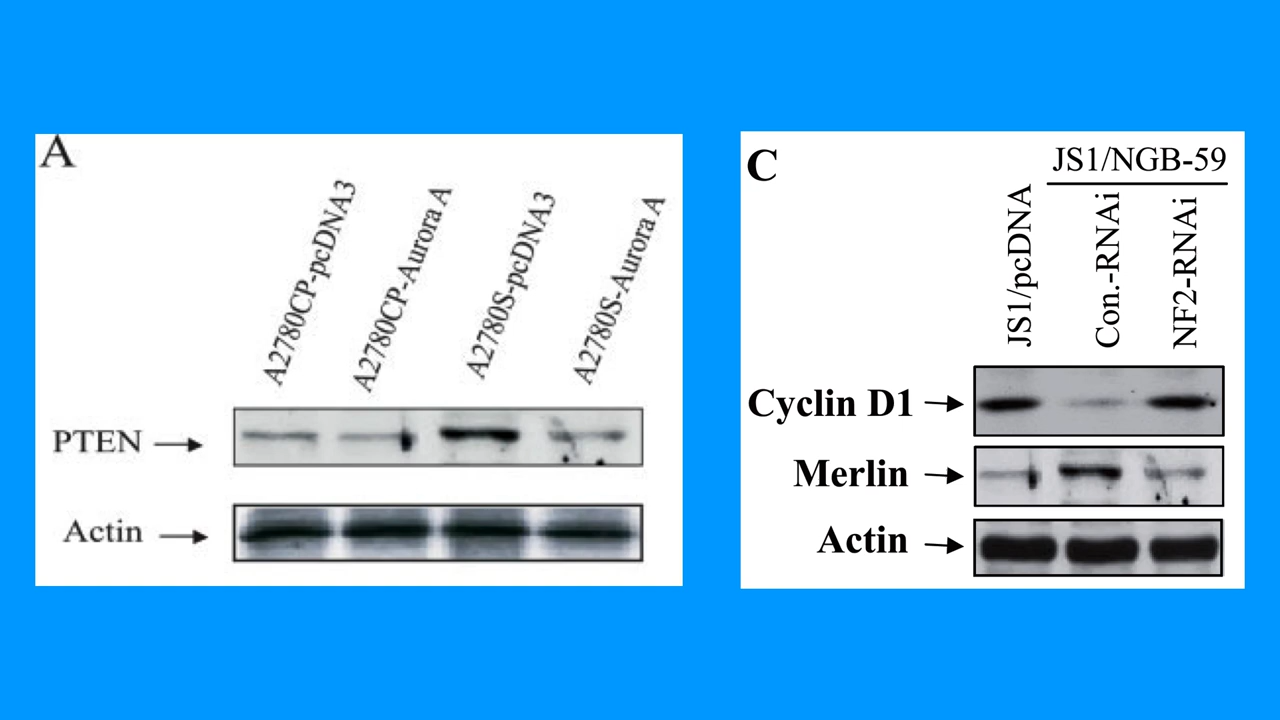 A
A2780CP-pcDNA3
A2780CP-Aurora A
A2780S-pcDNA3
A2780S-Aurora A
PTEN
Actin
C
JS1/NGB-59
JS1/pcDNA
Con.-RNAi
NF2-RNAi
Cyclin D1
Merlin
Actin